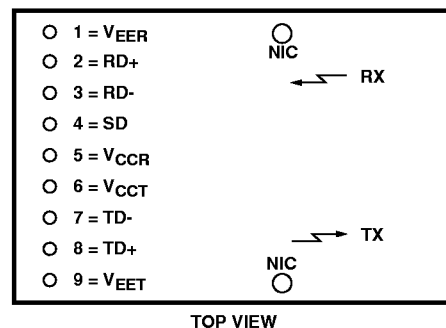 1 = VEER
NIC
2 = RD+
RX
3 = RD-
4 = SD
5 = VCCR
6 = VCCT
7 = TD-
TX
8 = TD+
NIC
9 = VEET
TOP VIEW